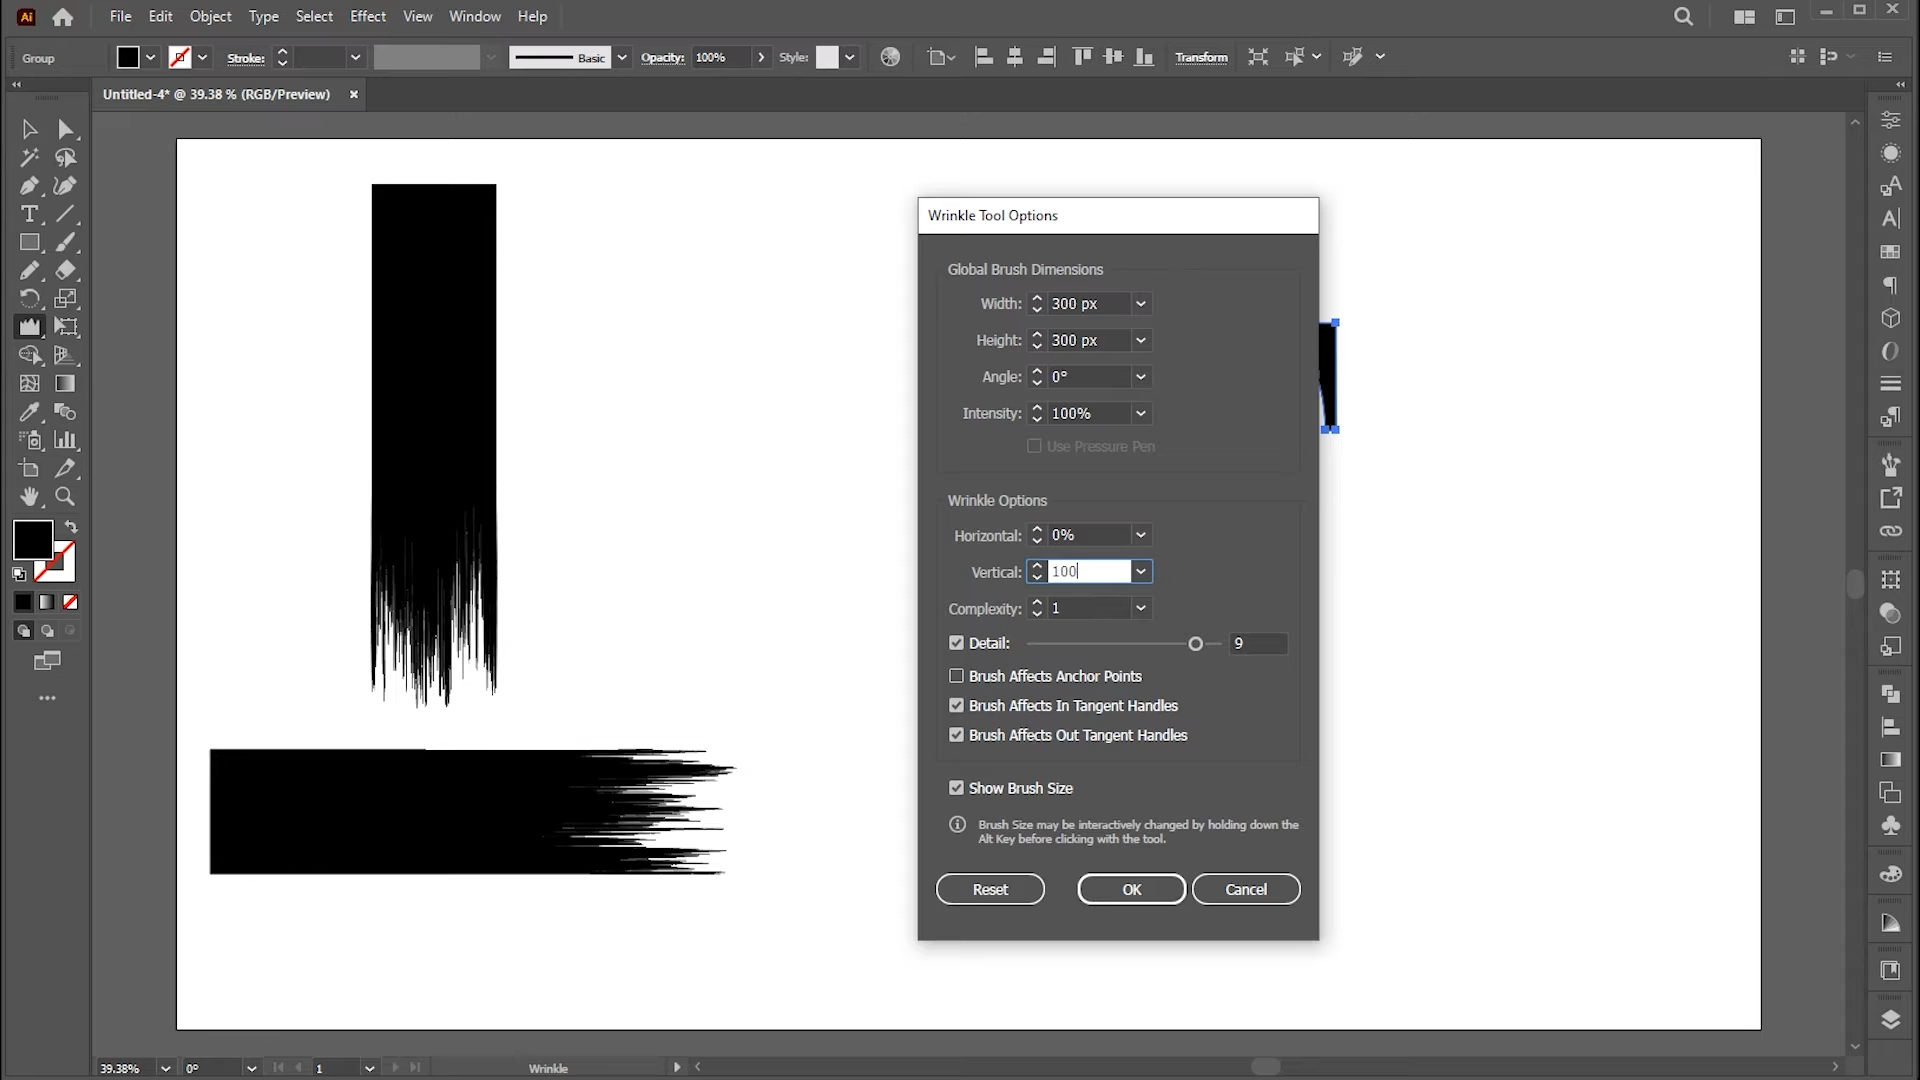 Ai File Edit Object Type Select Effect View Window Help
Group Stroke: Basic Opacity: 100% Style: Transform
Untitled-4* @ 39.38 % (RGB/Preview) ×
Wrinkle Tool Options
Global Brush Dimensions
Width: 300 px
Height: 300 px
Angle: 0°
Intensity: 100%
Use Pressure Pen
Wrinkle Options
Horizontal: 0%
Vertical: 100
Complexity: 1
Detail: 9
Brush Affects Anchor Points
Brush Affects In Tangent Handles
Brush Affects Out Tangent Handles
Show Brush Size
Brush Size may be interactively changed by holding down the
Alt Key before clicking with the tool.
Reset OK Cancel
39.38% 0° 1 Wrinkle